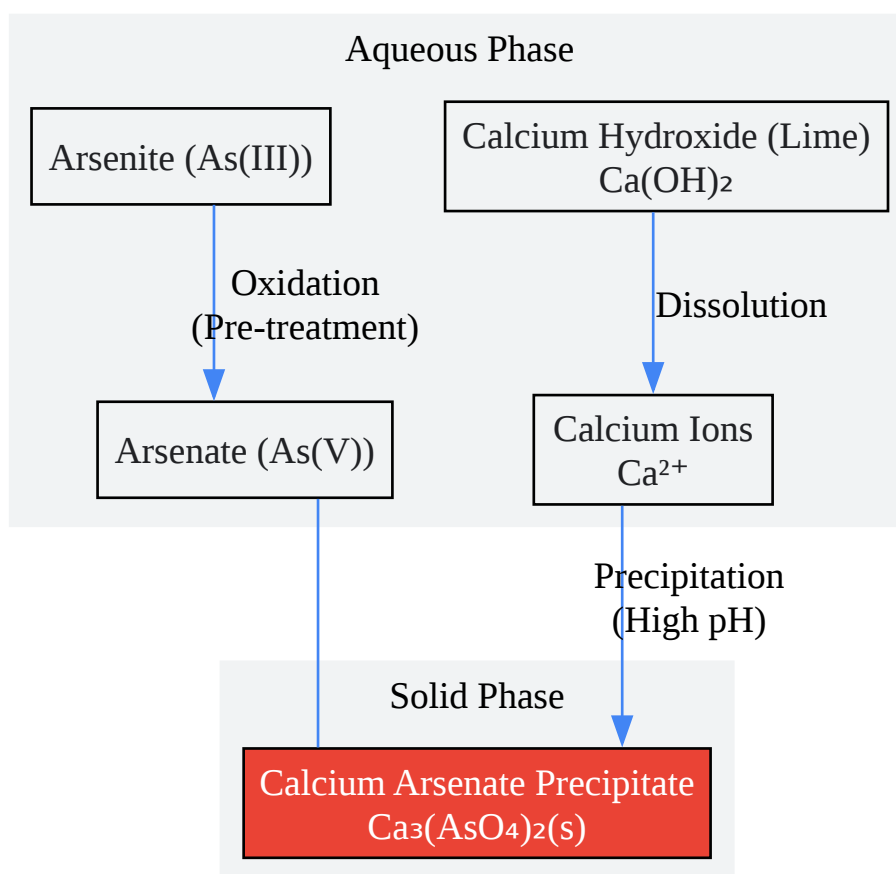 Aqueous Phase
Arsenite (As(III))
Calcium Hydroxide (Lime)
Ca(OH)₂
Oxidation
(Pre-treatment)
Dissolution
Arsenate (As(V))
Calcium Ions
Ca²⁺
Precipitation
(High pH)
Solid Phase
Calcium Arsenate Precipitate
Ca₃(AsO₄)₂(s)